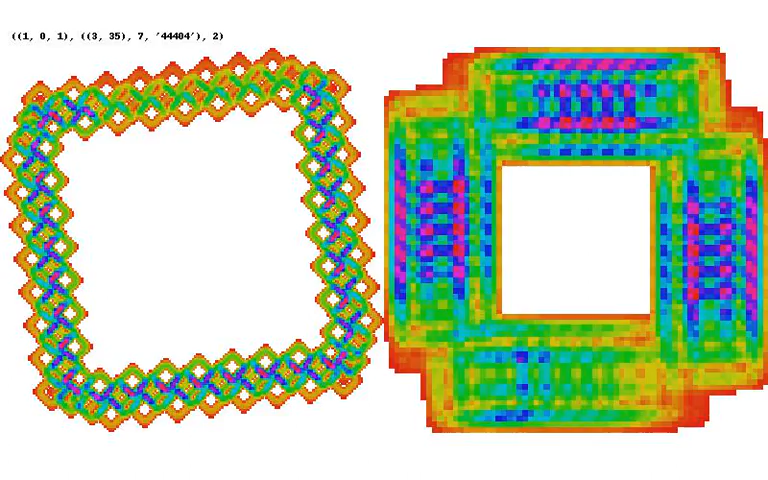 ((1, 0, 1), ((3, 35), 7, '44404'), 2)